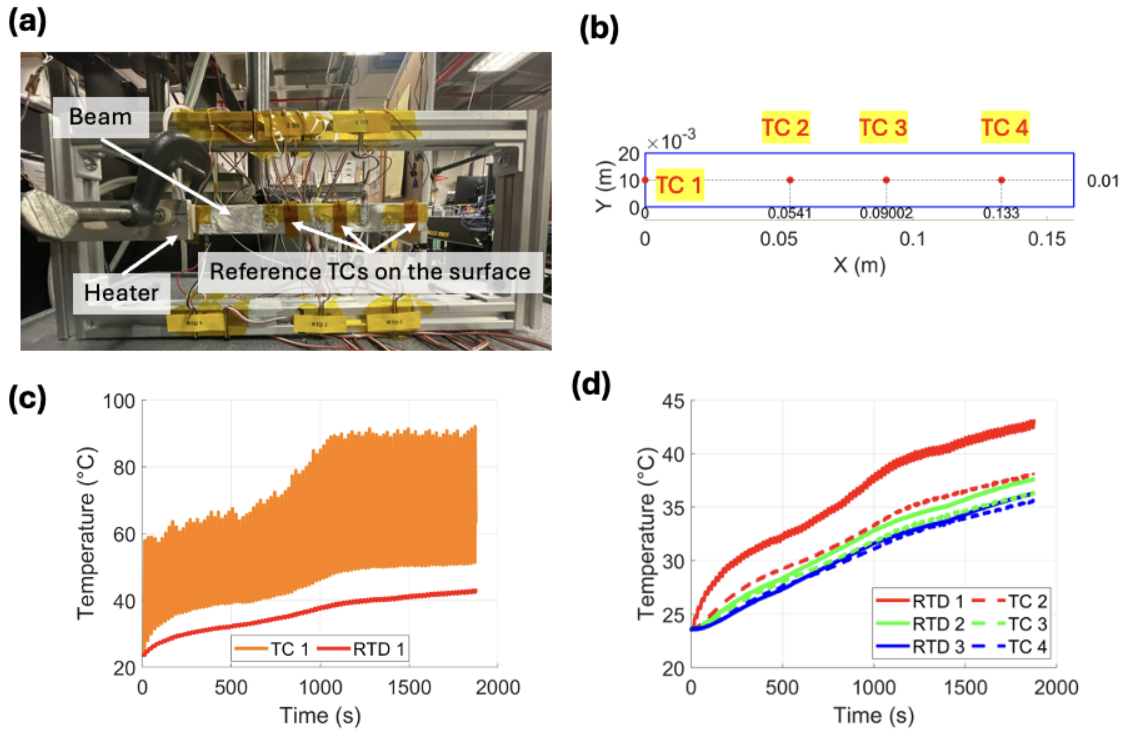 (a)
Beam
Heater
Reference TCs on the surface
RTD 1
RTD 2
(b)
TC 2
TC 3
TC 4
×10⁻³
20
10
0
Y (m)
TC 1
0.01
0
0.0541
0.09002
0.133
0
0.05
0.1
0.15
X (m)
(c)
100
80
60
40
20
Temperature (°C)
TC 1
RTD 1
0
500
1000
1500
2000
Time (s)
(d)
45
40
35
30
25
20
Temperature (°C)
RTD 1
TC 2
RTD 2
TC 3
RTD 3
TC 4
0
500
1000
1500
2000
Time (s)